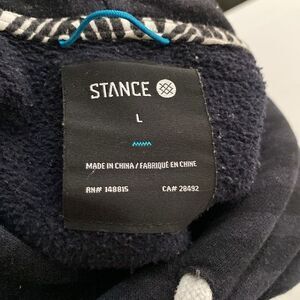 STANCE
L
MADE IN CHINA / FABRIQUÉ EN CHINE
RN# 148815 CA# 28492